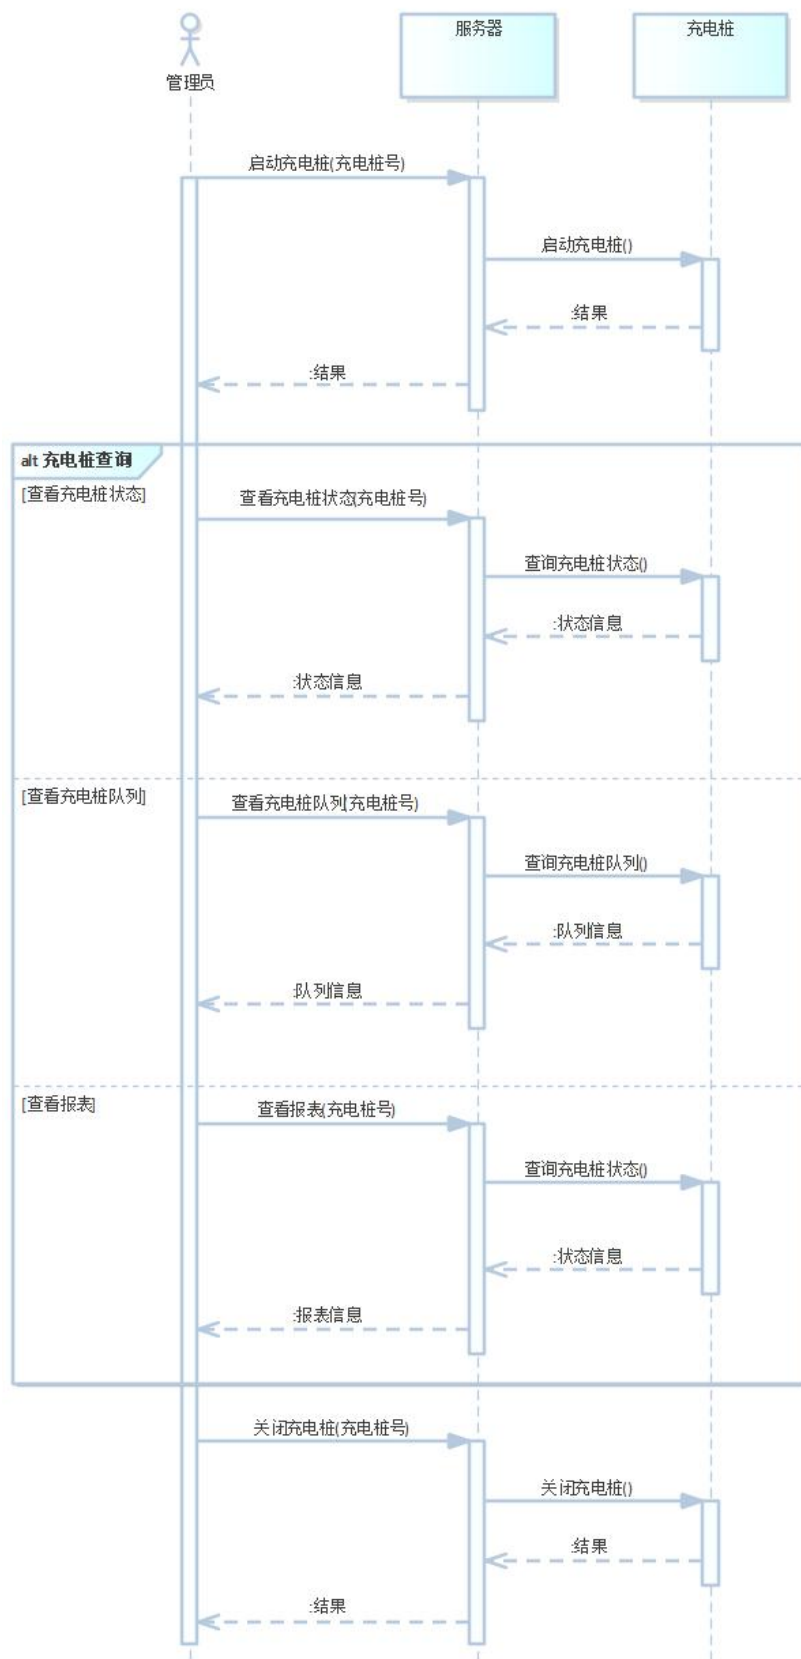 服务器
充电桩
管理员
启动充电桩(充电桩号)
启动充电桩()
:结果
:结果
alt 充电桩查询
[查看充电桩状态]
查看充电桩状态(充电桩号)
查询充电桩状态()
:状态信息
:状态信息
[查看充电桩队列]
查看充电桩队列(充电桩号)
查询充电桩队列()
:队列信息
:队列信息
[查看报表]
查看报表(充电桩号)
查询充电桩状态()
:状态信息
:报表信息
关闭充电桩(充电桩号)
关闭充电桩()
:结果
:结果